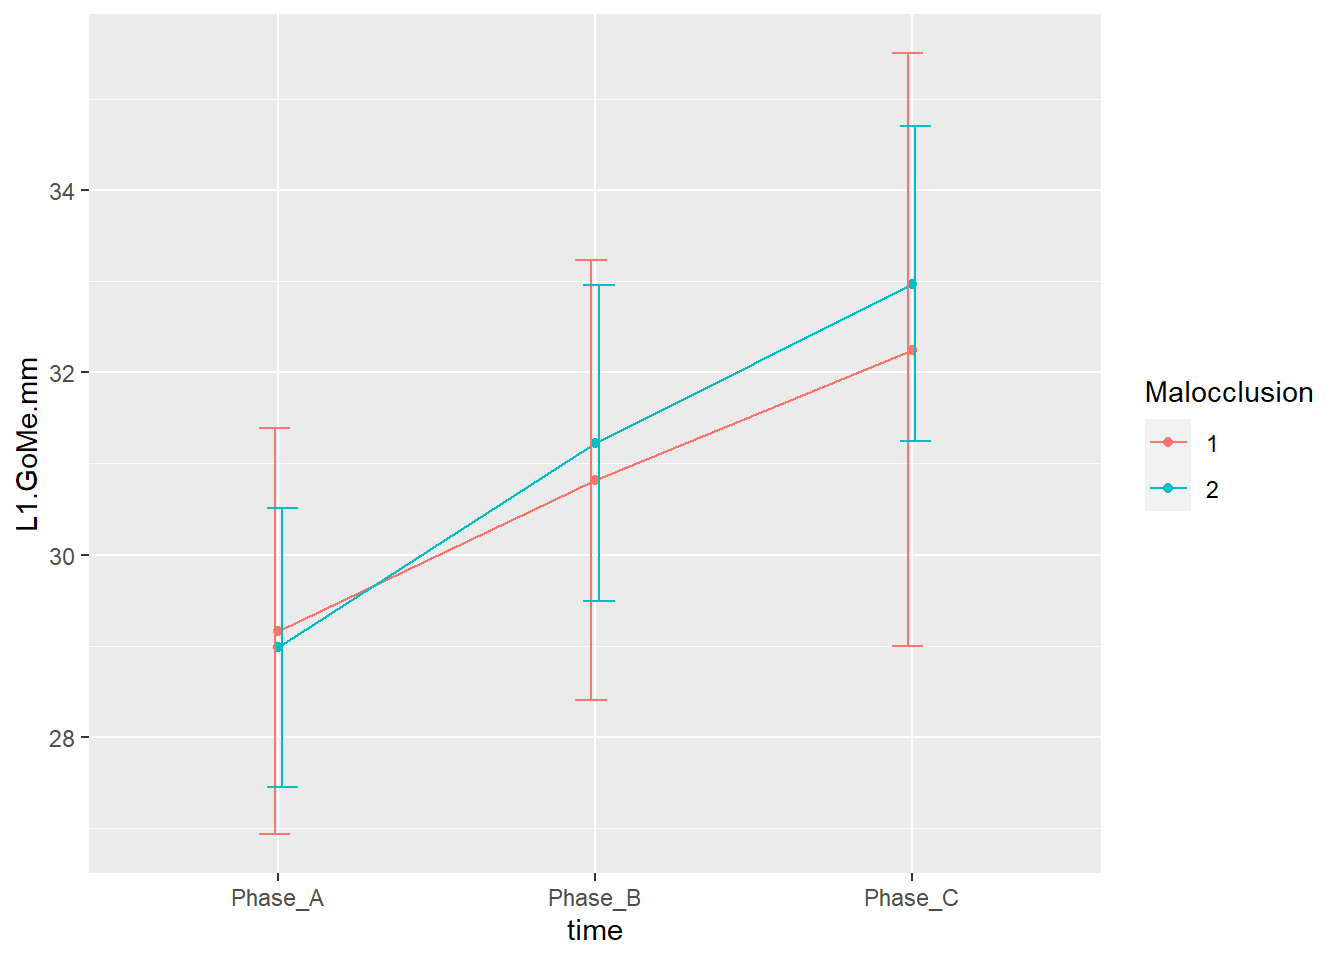 L1.GoMe.mm
34
32
30
28
Phase_A
Phase_B
Phase_C
time
Malocclusion
1
2